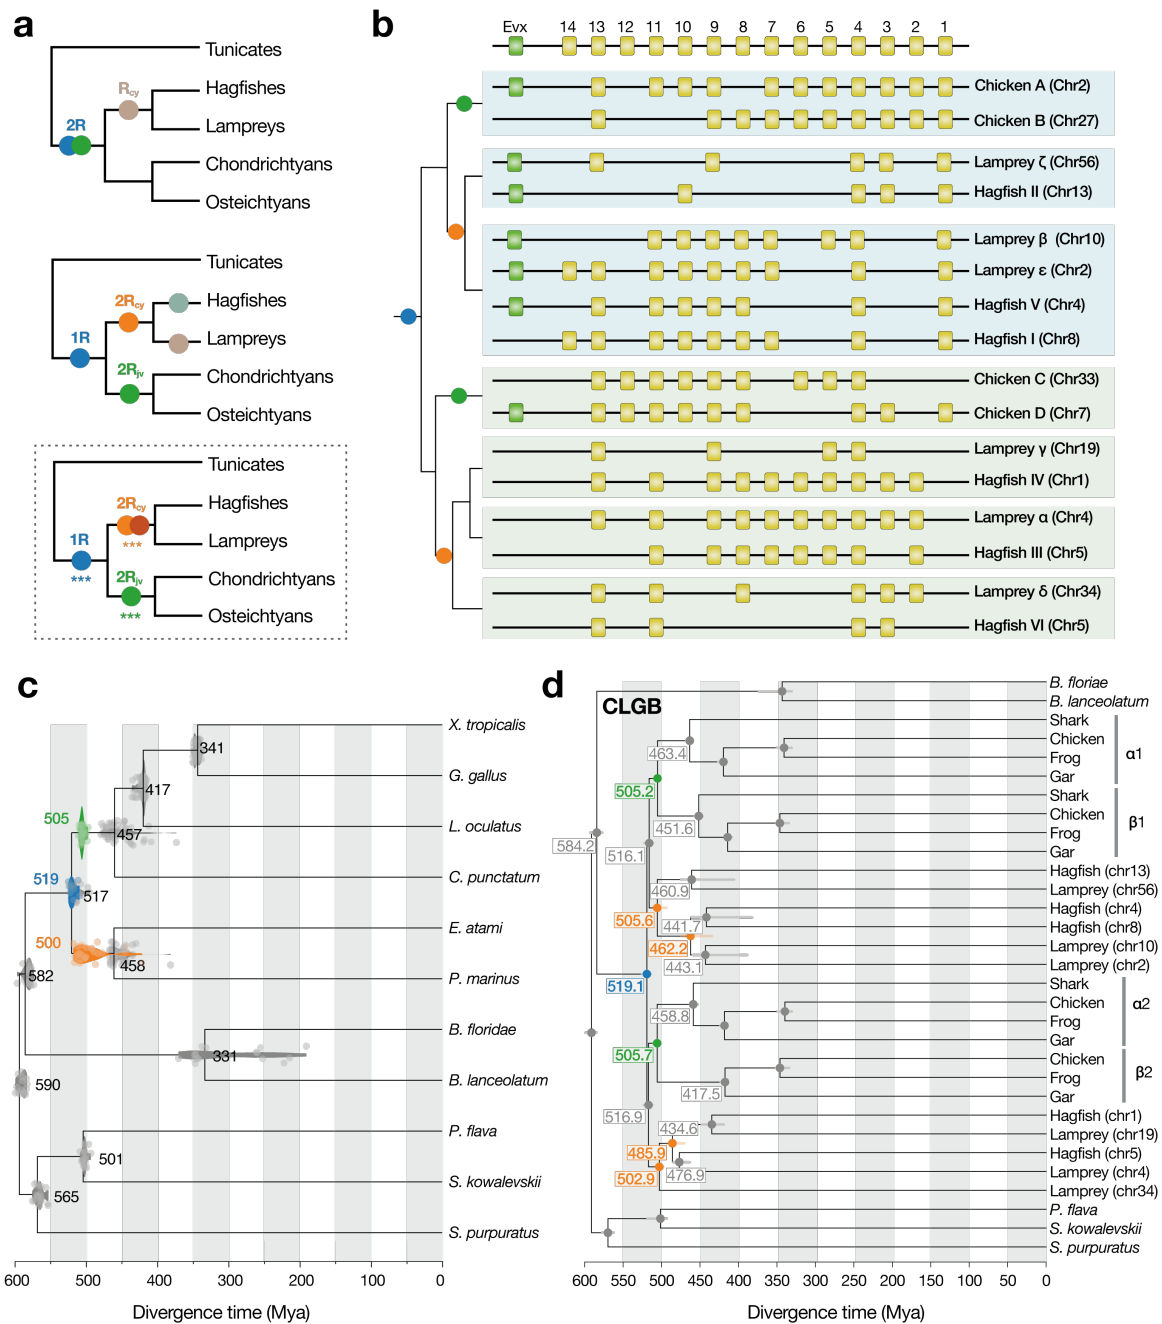 a
Tunicates
Hagfishes
Rcy
Lampreys
2R
Chondrichtyans
Osteichtyans
Tunicates
Hagfishes
2Rcy
Lampreys
1R
2Rjv
Chondrichtyans
Osteichtyans
Tunicates
Hagfishes
2Rcy
Lampreys
***
1R
***
2Rjv
Chondrichtyans
***
Osteichtyans
b
Evx 14 13 12 11 10 9 8 7 6 5 4 3 2 1
Chicken A (Chr2)
Chicken B (Chr27)
Lamprey ζ (Chr56)
Hagfish II (Chr13)
Lamprey β (Chr10)
Lamprey ε (Chr2)
Hagfish V (Chr4)
Hagfish I (Chr8)
Chicken C (Chr33)
Chicken D (Chr7)
Lamprey γ (Chr19)
Hagfish IV (Chr1)
Lamprey α (Chr4)
Hagfish III (Chr5)
Lamprey δ (Chr34)
Hagfish VI (Chr5)
c
X. tropicalis
341
G. gallus
417
505
L. oculatus
457
519
C. punctatum
517
E. atami
500
458
P. marinus
582
B. floridae
331
590
B. lanceolatum
P. flava
501
S. kowalevskii
565
S. purpuratus
600 500 400 300 200 100 0
Divergence time (Mya)
d
CLGB
B. floriae
B. lanceolatum
Shark
Chicken
463.4
α1
Frog
Gar
505.2
Shark
Chicken
451.6
β1
Frog
584.2
516.1
Gar
Hagfish (chr13)
460.9
Lamprey (chr56)
Hagfish (chr4)
505.6
441.7
Hagfish (chr8)
462.2
Lamprey (chr10)
443.1
Lamprey (chr2)
519.1
Shark
Chicken
458.8
α2
Frog
Gar
505.7
Chicken
β2
Frog
417.5
Gar
516.9
Hagfish (chr1)
434.6
Lamprey (chr19)
485.9
Hagfish (chr5)
502.9
476.9
Lamprey (chr4)
Lamprey (chr34)
P. flava
S. kowalevskii
S. purpuratus
600 550 500 450 400 350 300 250 200 150 100 50 0
Divergence time (Mya)